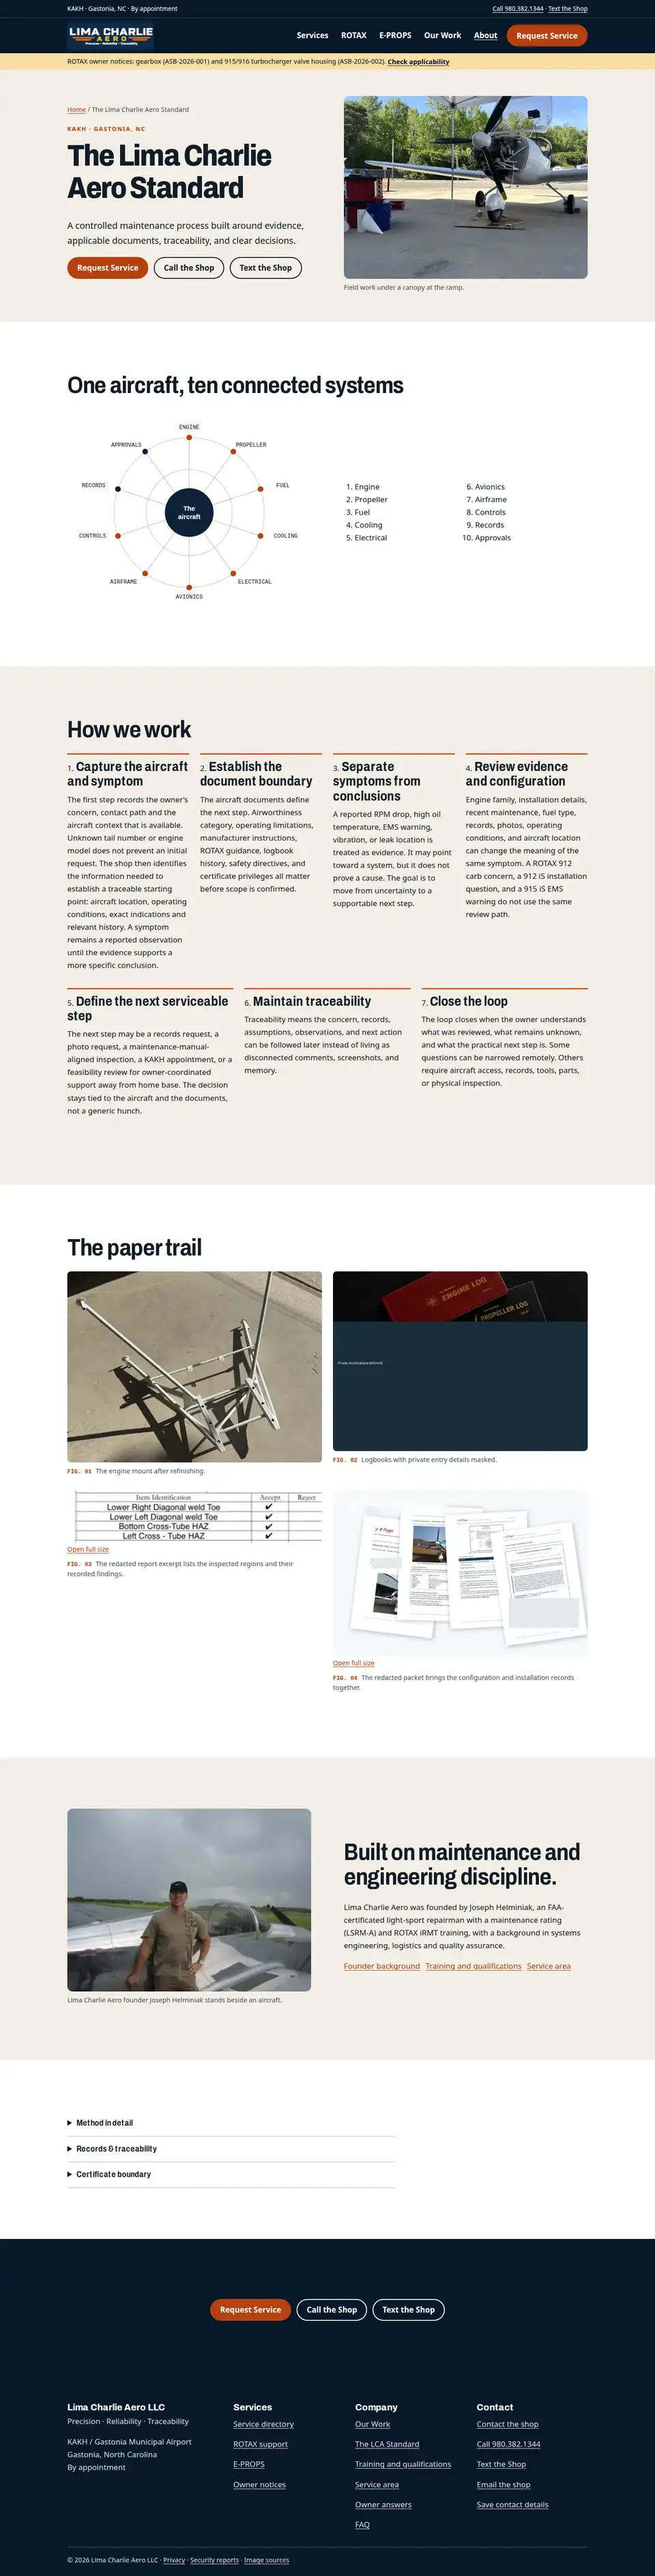 KAKH · Gastonia, NC · By appointment
Call 980.382.1344 · Text the Shop
LIMA CHARLIE
AERO
Precision · Reliability · Traceability
Services ROTAX E-PROPS Our Work About Request Service
ROTAX owner notices: gearbox (ASB-2026-001) and 915/916 turbocharger valve housing (ASB-2026-002). Check applicability
Home / The Lima Charlie Aero Standard
KAKH · GASTONIA, NC
The Lima Charlie
Aero Standard
A controlled maintenance process built around evidence,
applicable documents, traceability, and clear decisions.
Request Service Call the Shop Text the Shop
Field work under a canopy at the ramp.
One aircraft, ten connected systems
ENGINE
APPROVALS
PROPELLER
RECORDS
FUEL
The
aircraft
CONTROLS
COOLING
AIRFRAME
ELECTRICAL
AVIONICS
1. Engine
2. Propeller
3. Fuel
4. Cooling
5. Electrical
6. Avionics
7. Airframe
8. Controls
9. Records
10. Approvals
How we work
1. Capture the aircraft
and symptom
The first step records the owner's
concern, contact path and the
aircraft context that is available.
Unknown tail number or engine
model does not prevent an initial
request. The shop then identifies
the information needed to
establish a traceable starting
point: aircraft location, operating
conditions, exact indications and
relevant history. A symptom
remains a reported observation
until the evidence supports a
more specific conclusion.
2. Establish the
document boundary
The aircraft documents define
the next step. Airworthiness
category, operating limitations,
manufacturer instructions,
ROTAX guidance, logbook
history, safety directives, and
certificate privileges all matter
before scope is confirmed.
3. Separate
symptoms from
conclusions
A reported RPM drop, high oil
temperature, EMS warning,
vibration, or leak location is
treated as evidence. It may point
toward a system, but it does not
prove a cause. The goal is to
move from uncertainty to a
supportable next step.
4. Review evidence
and configuration
Engine family, installation details,
recent maintenance, fuel type,
records, photos, operating
conditions, and aircraft location
can change the meaning of the
same symptom. A ROTAX 912
carb concern, a 912 iS installation
question, and a 915 iS EMS
warning do not use the same
review path.
5. Define the next serviceable
step
The next step may be a records request, a
photo request, a maintenance-manual-
aligned inspection, a KAKH appointment, or a
feasibility review for owner-coordinated
support away from home base. The decision
stays tied to the aircraft and the documents,
not a generic hunch.
6. Maintain traceability
Traceability means the concern, records,
assumptions, observations, and next action
can be followed later instead of living as
disconnected comments, screenshots, and
memory.
7. Close the loop
The loop closes when the owner understands
what was reviewed, what remains unknown,
and what the practical next step is. Some
questions can be narrowed remotely. Others
require aircraft access, records, tools, parts,
or physical inspection.
The paper trail
ENGINE LOG
PROPELLER LOG
FIG. 01 The engine mount after refinishing.
FIG. 02 Logbooks with private entry details masked.
Item Identification Accept Reject
Lower Right Diagonal weld Toe ✔
Lower Left Diagonal weld Toe ✔
Bottom Cross-Tube HAZ ✔
Left Cross - Tube HAZ ✔
Open full size
FIG. 03 The redacted report excerpt lists the inspected regions and their
recorded findings.
Open full size
FIG. 04 The redacted packet brings the configuration and installation records
together.
Built on maintenance and
engineering discipline.
Lima Charlie Aero was founded by Joseph Helminiak, an FAA-
certificated light-sport repairman with a maintenance rating
(LSRM-A) and ROTAX iRMT training, with a background in systems
engineering, logistics and quality assurance.
Founder background Training and qualifications Service area
Lima Charlie Aero founder Joseph Helminiak stands beside an aircraft.
Method in detail
Records & traceability
Certificate boundary
Request Service Call the Shop Text the Shop
Lima Charlie Aero LLC
Precision · Reliability · Traceability
KAKH / Gastonia Municipal Airport
Gastonia, North Carolina
By appointment
Services
Service directory
ROTAX support
E-PROPS
Owner notices
Company
Our Work
The LCA Standard
Training and qualifications
Service area
Owner answers
FAQ
Contact
Contact the shop
Call 980.382.1344
Text the Shop
Email the shop
Save contact details
© 2026 Lima Charlie Aero LLC · Privacy · Security reports · Image sources